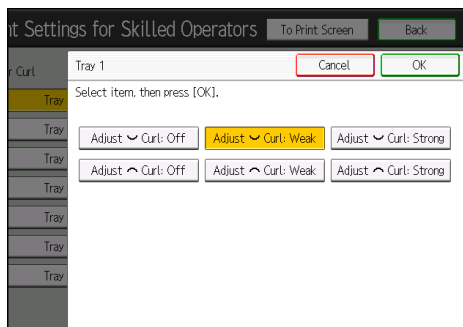 nt Settings for Skilled Operators To Print Screen Back
r Curl
Tray 1 Cancel OK
Select item, then press [OK].
Tray
Tray
Adjust Curl: Off Adjust Curl: Weak Adjust Curl: Strong
Tray
Adjust Curl: Off Adjust Curl: Weak Adjust Curl: Strong
Tray
Tray
Tray
Tray